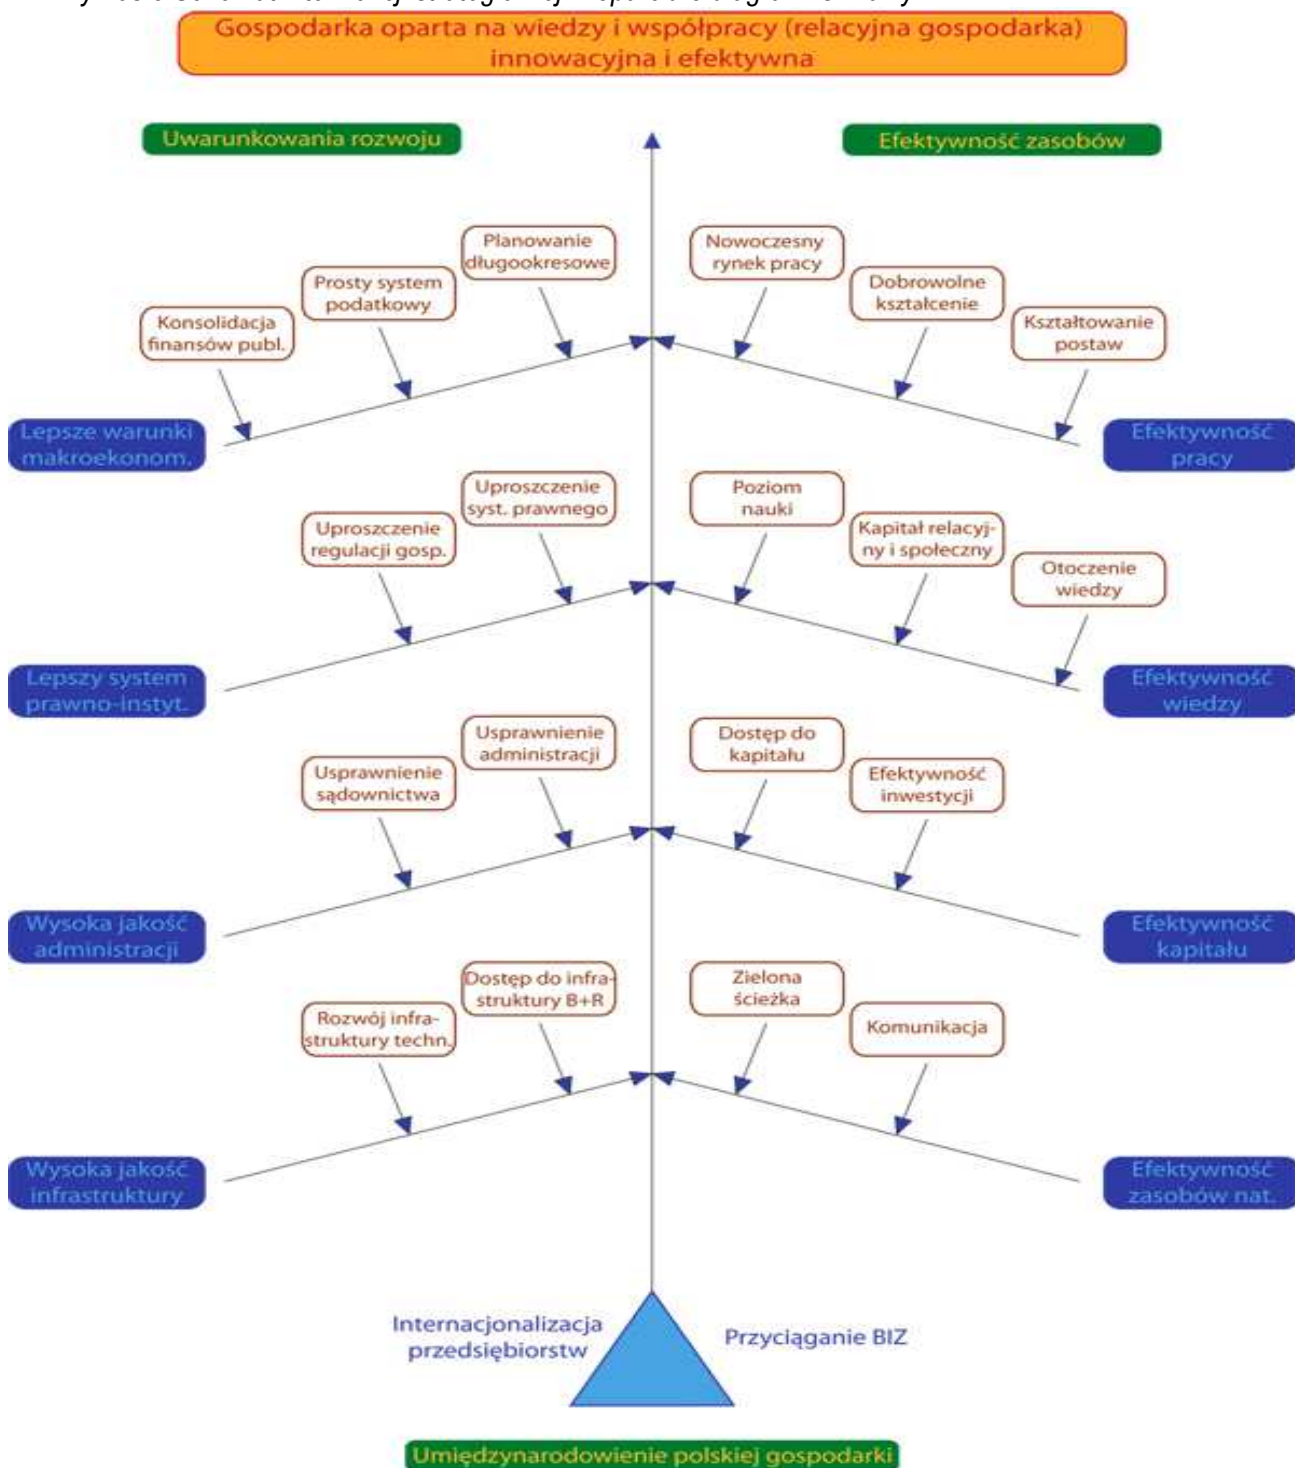 Gospodarka oparta na wiedzy i współpracy (relacyjna gospodarka)
innowacyjna i efektywna
Uwarunkowania rozwoju
Efektywność zasobów
Planowanie
długookresowe
Prosty system
podatkowy
Konsolidacja
finansów publ.
Lepsze warunki
makroekonom.
Nowoczesny
rynek pracy
Dobrowolne
kształcenie
Kształtowanie
postaw
Efektywność
pracy
Uproszczenie
syst. prawnego
Uproszczenie
regulacji gosp.
Lepszy system
prawno-instyt.
Poziom
nauki
Kapitał relacyj-
ny i społeczny
Otoczenie
wiedzy
Efektywność
wiedzy
Usprawnienie
administracji
Usprawnienie
sądownictwa
Wysoka jakość
administracji
Dostęp do
kapitału
Efektywność
inwestycji
Efektywność
kapitału
Dostęp do infra-
struktury B+R
Rozwój infra-
struktury techn.
Wysoka jakość
infrastruktury
Zielona
ścieżka
Komunikacja
Efektywność
zasobów nat.
Internacjonalizacja
przedsiębiorstw
Przyciąganie BIZ
Umiędzynarodowienie polskiej gospodarki